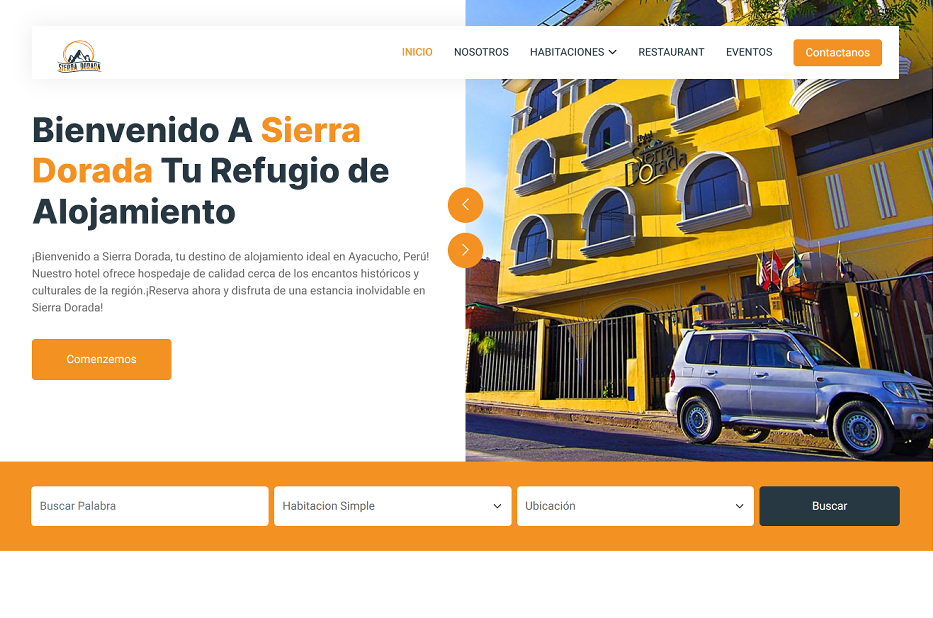 SIERRA DORADA
INICIO
NOSOTROS
HABITACIONES
RESTAURANT
EVENTOS
Contactanos
Bienvenido A Sierra
Dorada Tu Refugio de
Alojamiento
¡Bienvenido a Sierra Dorada, tu destino de alojamiento ideal en Ayacucho, Perú!
Nuestro hotel ofrece hospedaje de calidad cerca de los encantos históricos y
culturales de la región.¡Reserva ahora y disfruta de una estancia inolvidable en
Sierra Dorada!
Comenzemos
Sierra
Dorada
Buscar Palabra
Habitacion Simple
Ubicación
Buscar